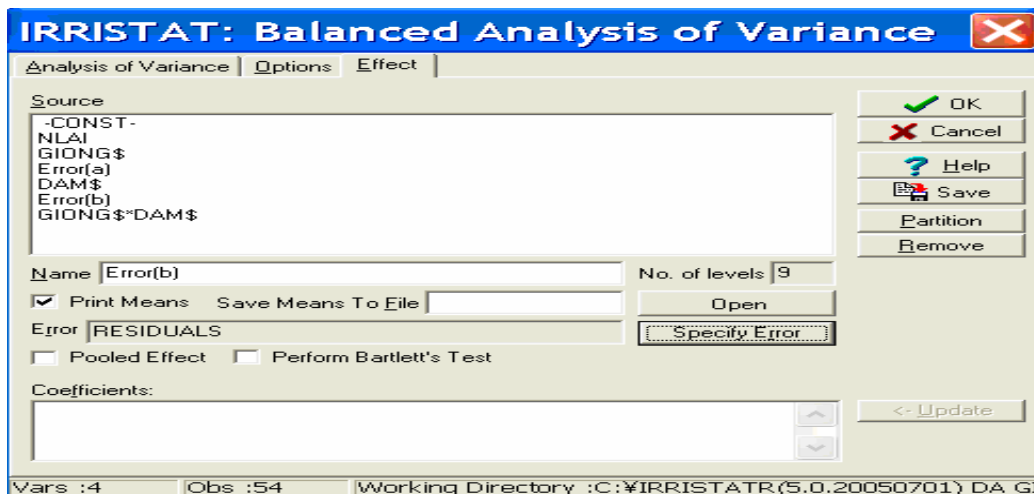 IRRISTAT: Balanced Analysis of Variance
Analysis of Variance Options Effect
Source
-CONST-
NLAI
GIONG$
Error(a)
DAM$
Error(b)
GIONG$*DAM$
OK
Cancel
Help
Save
Partition
Remove
Name Error(b) No. of levels 9
Print Means Save Means To File Open
Error RESIDUALS Specify Error
Pooled Effect Perform Bartlett's Test
Coefficients:
<- Update
Vars :4 Obs :54 Working Directory :C:¥IRRISTATR(5.0.20050701) DA G